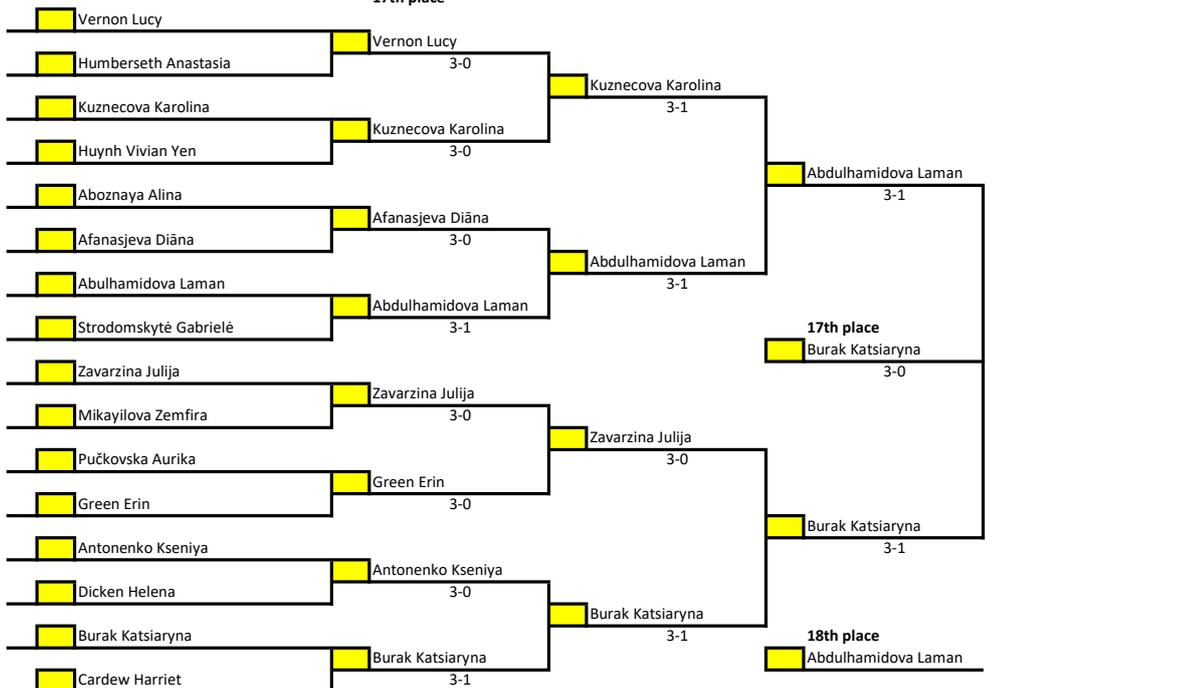 17th place
Vernon Lucy
Vernon Lucy
Humberseth Anastasia
3-0
Kuznecova Karolina
Kuznecova Karolina
3-1
Kuznecova Karolina
Huynh Vivian Yen
3-0
Abdulhamidova Laman
Aboznaya Alina
3-1
Afanasjeva Diāna
Afanasjeva Diāna
3-0
Abdulhamidova Laman
Abulhamidova Laman
3-1
Abdulhamidova Laman
Strodomskytė Gabrielė
3-1
17th place
Burak Katsiaryna
Zavarzina Julija
3-0
Zavarzina Julija
Mikayilova Zemfira
3-0
Zavarzina Julija
Pučkovska Aurika
3-0
Green Erin
Green Erin
3-0
Burak Katsiaryna
Antonenko Kseniya
3-1
Antonenko Kseniya
Dicken Helena
3-0
Burak Katsiaryna
Burak Katsiaryna
3-1
18th place
Burak Katsiaryna
Abdulhamidova Laman
Cardew Harriet
3-1